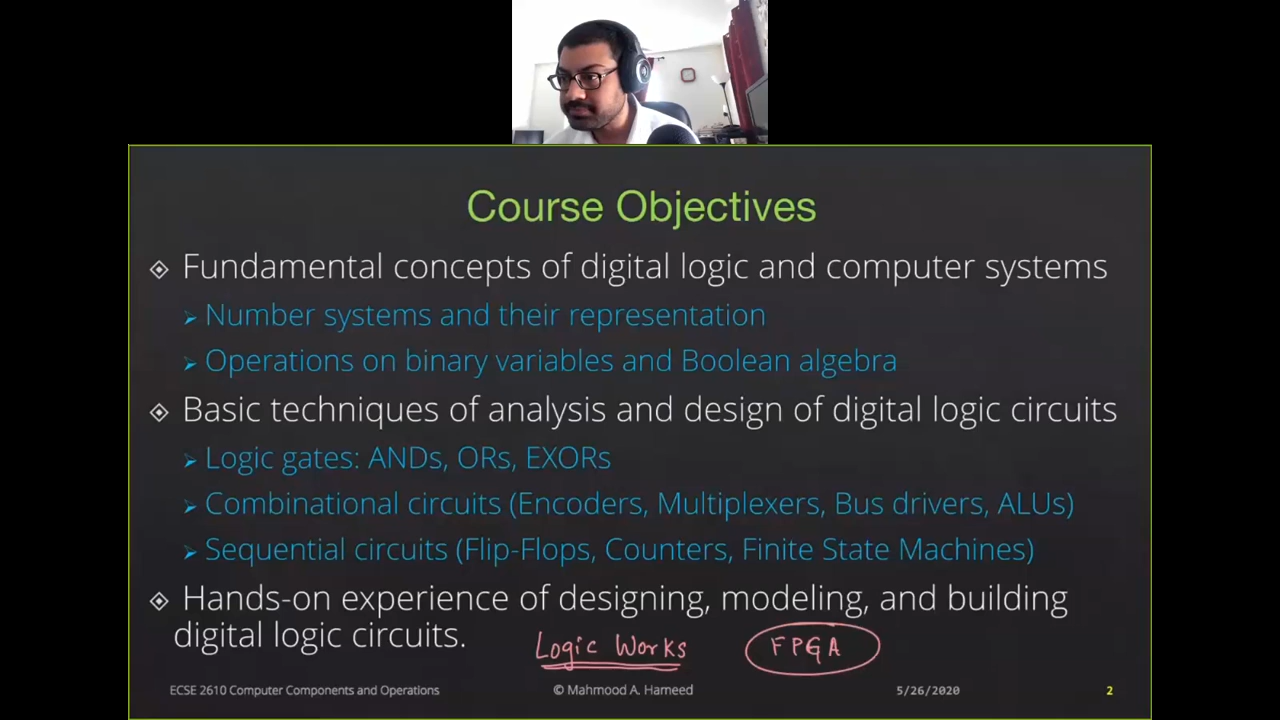 Course Objectives
Fundamental concepts of digital logic and computer systems
Number systems and their representation
Operations on binary variables and Boolean algebra
Basic techniques of analysis and design of digital logic circuits
Logic gates: ANDs, ORs, EXORs
Combinational circuits (Encoders, Multiplexers, Bus drivers, ALUs)
Sequential circuits (Flip-Flops, Counters, Finite State Machines)
Hands-on experience of designing, modeling, and building
digital logic circuits.
Logic Works FPGA
ECSE 2610 Computer Components and Operations © Mahmood A. Hameed 5/26/2020 2